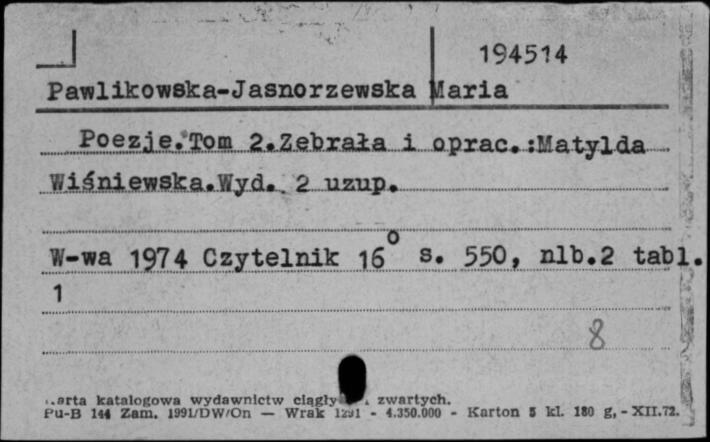 194514
Pawlikowska-Jasnorzewska Maria
Poezje.Tom 2.Zebrała i oprac.:Matylda
Wiśniewska.Wyd. 2 uzup.
W-wa 1974 Czytelnik 16° s. 550, nlb.2 tabl.
1
8
katalogowa wydawnictw zwartych.
Pu-B 144 Zam. 1991/DW/On — Wrak - 4.350.000 - Karton 5 kl. 180 g, - XII.72.